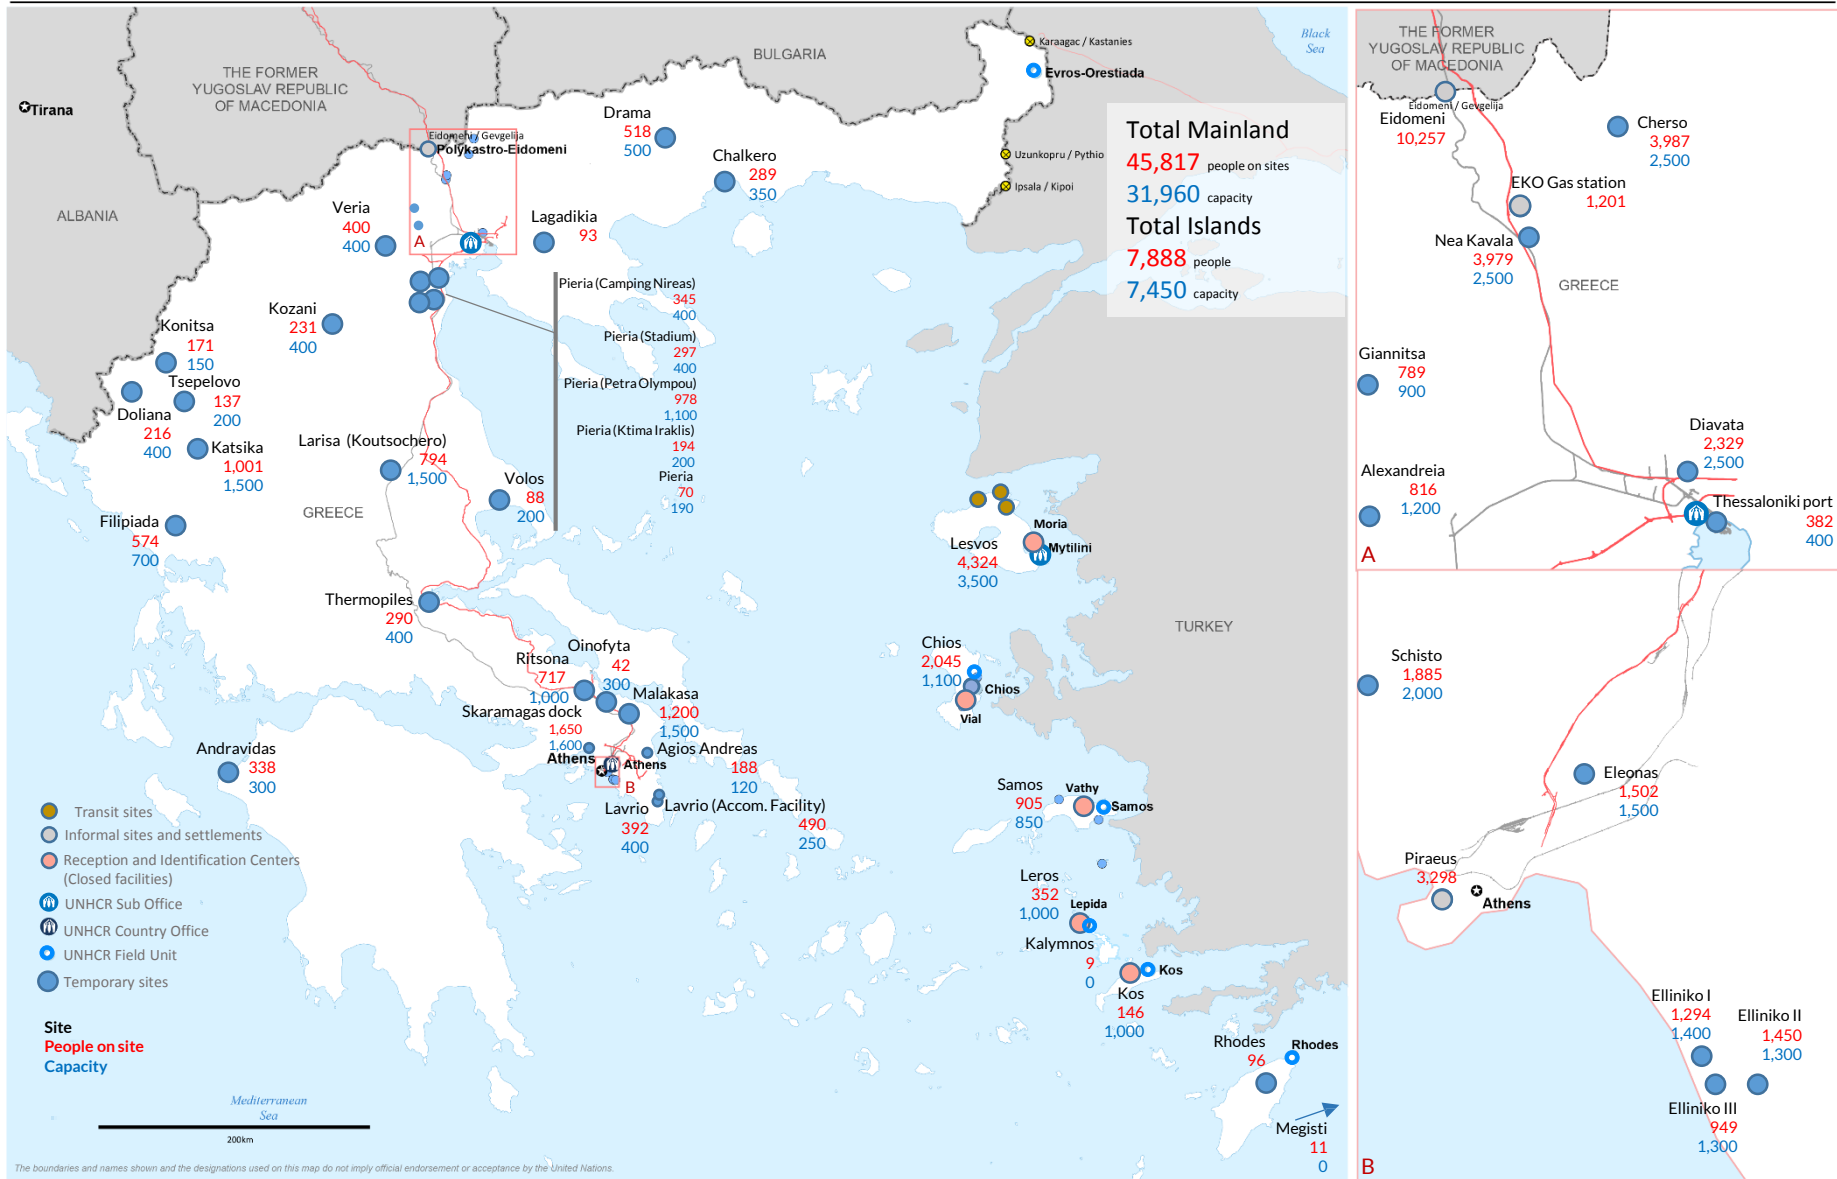 THE FORMER
YUGOSLAV REPUBLIC
OF MACEDONIA
BULGARIA
Black
Sea
Karaagac / Kastanies
Evros-Orestiada
Tirana
ALBANIA
Eidomeni / Gevgelija
Polykastro-Eidomeni
Drama
518
500
Chalkero
289
350
Uzunkopru / Pythio
Ipsala / Kipoi
Total Mainland
45,817 people on sites
31,960 capacity
Total Islands
7,888 people
7,450 capacity
Veria
400
400
A
Lagadikia
93
Kozani
231
400
Konitsa
171
150
Tsepelovo
137
200
Doliana
216
400
Katsika
1,001
1,500
Pieria (Camping Nireas)
345
400
Pieria (Stadium)
297
400
Pieria (Petra Olympou)
978
1,100
Pieria (Ktima Iraklis)
194
200
Pieria
70
190
Larisa (Koutsochero)
794
1,500
Volos
88
200
GREECE
Filipiada
574
700
Thermopiles
290
400
Oinofyta
42
300
Ritsona
717
1,000
Malakasa
1,200
1,500
Skaramagas dock
1,650
1,600
Athens
Athens
B
Agios Andreas
188
120
Lavrio
392
400
Lavrio (Accom. Facility)
490
250
Andravidas
338
300
Moria
Mytilini
Lesvos
4,324
3,500
TURKEY
Chios
2,045
1,100
Chios
Vial
Samos
905
850
Vathy
Samos
Leros
352
1,000
Lepida
Kalymnos
9
0
Kos
Kos
146
1,000
Rhodes
96
Rhodes
Megisti
11
0
Transit sites
Informal sites and settlements
Reception and Identification Centers
(Closed facilities)
UNHCR Sub Office
UNHCR Country Office
UNHCR Field Unit
Temporary sites
Site
People on site
Capacity
Mediterranean
Sea
200km
The boundaries and names shown and the designations used on this map do not imply official endorsement or acceptance by the United Nations.
THE FORMER
YUGOSLAV REPUBLIC
OF MACEDONIA
Eidomeni / Gevgelija
Eidomeni
10,257
Cherso
3,987
2,500
EKO Gas station
1,201
Nea Kavala
3,979
2,500
GREECE
Giannitsa
789
900
Diavata
2,329
2,500
Alexandreia
816
1,200
Thessaloniki port
382
400
A
Schisto
1,885
2,000
Eleonas
1,502
1,500
Piraeus
3,298
Athens
Elliniko I
1,294
1,400
Elliniko II
1,450
1,300
Elliniko III
949
1,300
B